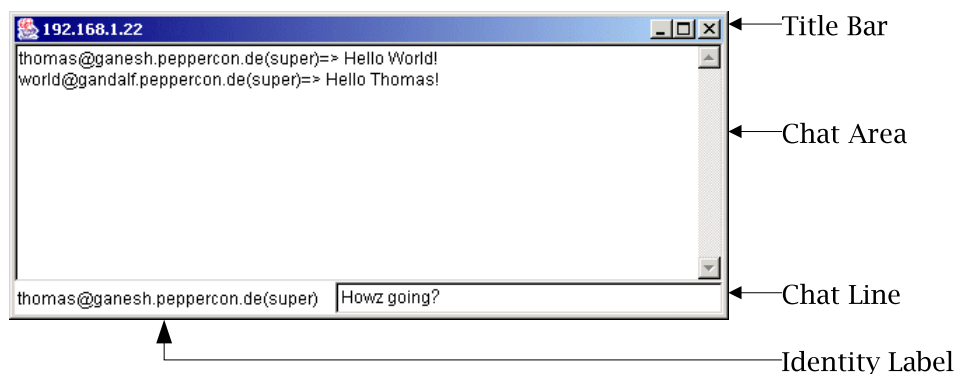 192.168.1.22
Title Bar
thomas@ganesh.peppercon.de(super)=> Hello World!
world@gandalf.peppercon.de(super)=> Hello Thomas!
Chat Area
thomas@ganesh.peppercon.de(super)
Howz going?
Chat Line
Identity Label